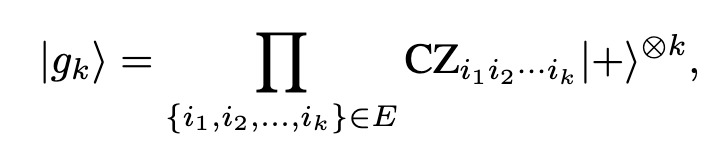 |g_k⟩ = ∏_{{i_1,i_2,...,i_k}∈E} CZ_{i_1 i_2 ⋯ i_k} |+⟩^{⊗k},